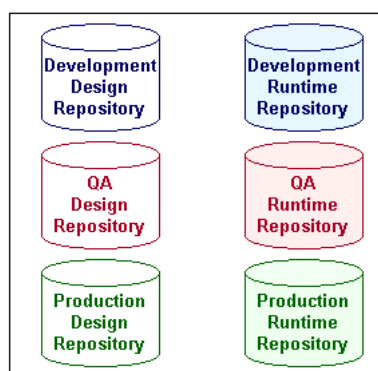 Development
Design
Repository
Development
Runtime
Repository
QA
Design
Repository
QA
Runtime
Repository
Production
Design
Repository
Production
Runtime
Repository